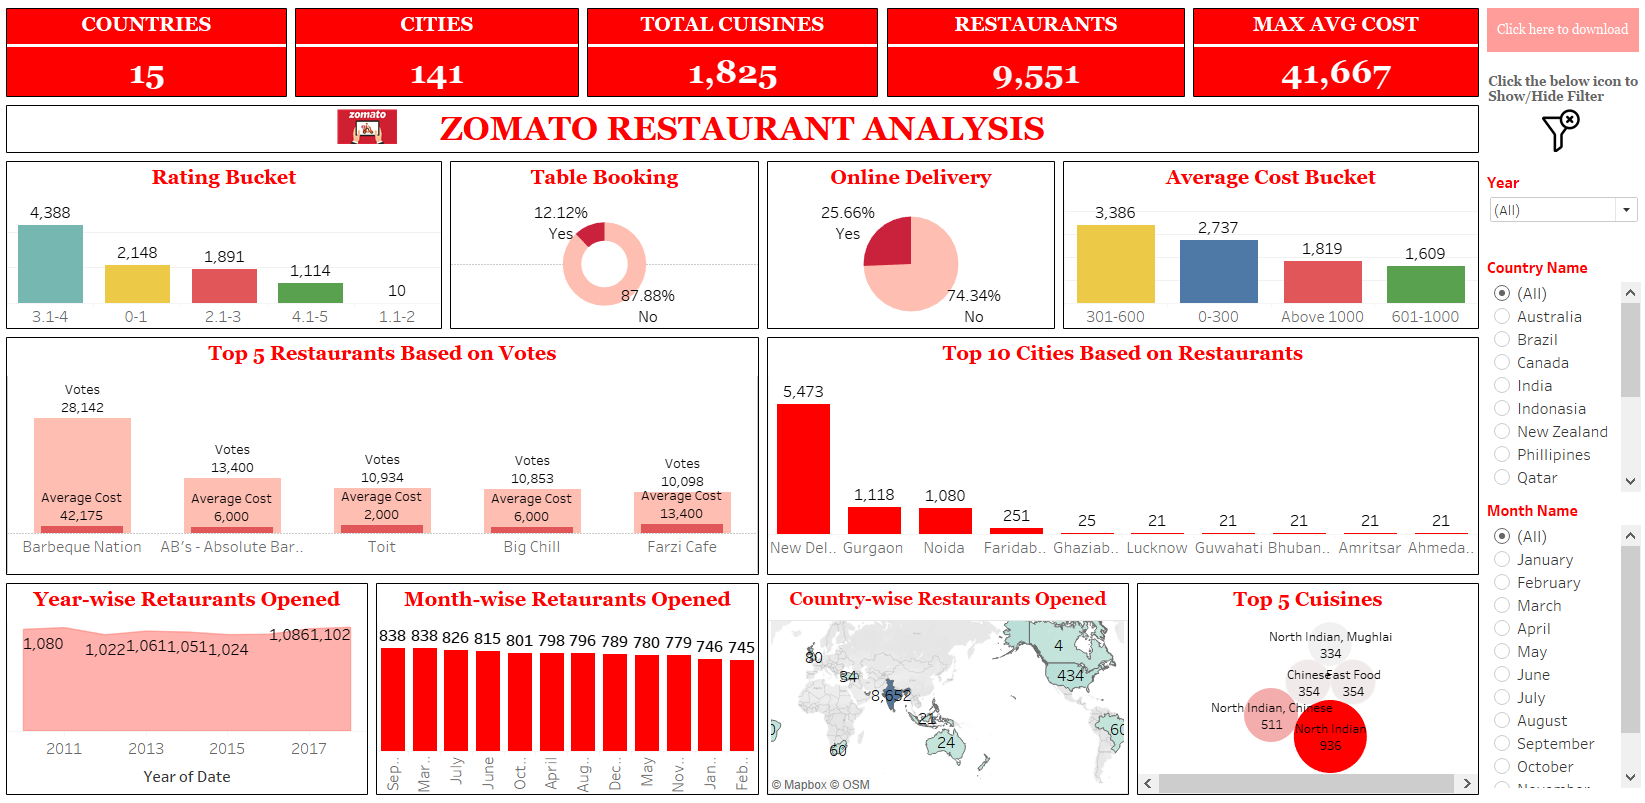 COUNTRIES
15
CITIES
141
TOTAL CUISINES
1,825
RESTAURANTS
9,551
MAX AVG COST
41,667
Click here to download
Click the below icon to
Show/Hide Filter
zomato
ZOMATO RESTAURANT ANALYSIS
Rating Bucket
4,388
2,148
1,891
1,114
10
3.1-4
0-1
2.1-3
4.1-5
1.1-2
Table Booking
12.12%
Yes
87.88%
No
Online Delivery
25.66%
Yes
74.34%
No
Average Cost Bucket
3,386
2,737
1,819
1,609
301-600
0-300
Above 1000
601-1000
Year
(All)
Country Name
(All)
Australia
Brazil
Canada
India
Indonasia
New Zealand
Phillipines
Qatar
Top 5 Restaurants Based on Votes
Votes
28,142
Average Cost
42,175
Votes
13,400
Average Cost
6,000
Votes
10,934
Average Cost
2,000
Votes
10,853
Average Cost
6,000
Votes
10,098
Average Cost
13,400
Barbeque Nation
AB's - Absolute Bar..
Toit
Big Chill
Farzi Cafe
Top 10 Cities Based on Restaurants
5,473
1,118
1,080
251
25
21
21
21
21
21
New Del..
Gurgaon
Noida
Faridab..
Ghaziab..
Lucknow
Guwahati
Bhuban..
Amritsar
Ahmeda..
Month Name
(All)
January
February
March
April
May
June
July
August
September
October
November
Year-wise Retaurants Opened
1,080
1,022
1,061
1,051
1,024
1,086
1,102
2011
2013
2015
2017
Year of Date
Month-wise Retaurants Opened
838
838
826
815
801
798
796
789
780
779
746
745
Sep..
Mar..
July
June
Oct..
April
Aug..
Dec..
May
Nov..
Jan..
Feb..
Country-wise Restaurants Opened
80
34
8,652
21
60
24
4
434
60
© Mapbox © OSM
Top 5 Cuisines
North Indian, Mughlai
334
Chinese
354
Fast Food
354
North Indian, Chinese
511
North Indian
936